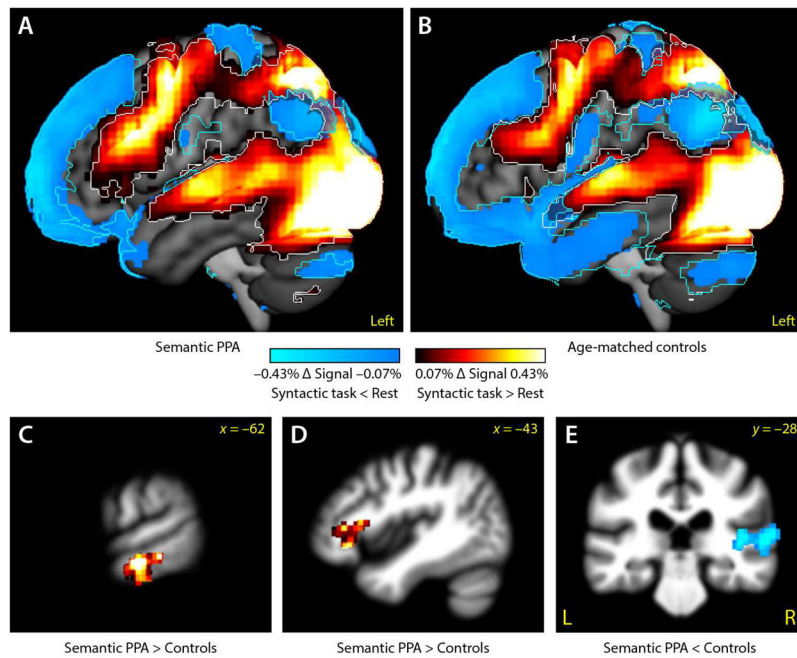 A
B
Left
Left
Semantic PPA
Age-matched controls
–0.43% Δ Signal –0.07%
0.07% Δ Signal 0.43%
Syntactic task < Rest
Syntactic task > Rest
C
x = –62
D
x = –43
E
y = –28
L
R
Semantic PPA > Controls
Semantic PPA > Controls
Semantic PPA < Controls